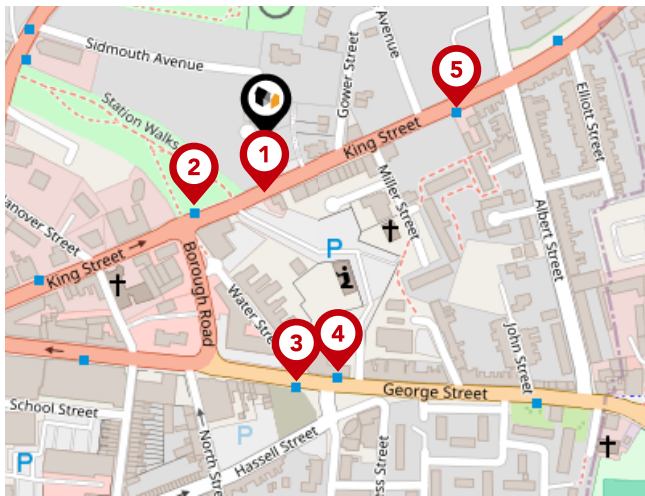 Sidmouth Avenue
Gower Street
Avenue
5
King Street
Elliott Street
Station Walks
1
2
Miller Street
Albert Street
anover Street
King Street
Borough Road
P
i
Water Stre
3
4
John Street
George Street
School Street
P
North Stre
Hassell Street
ess Street
P